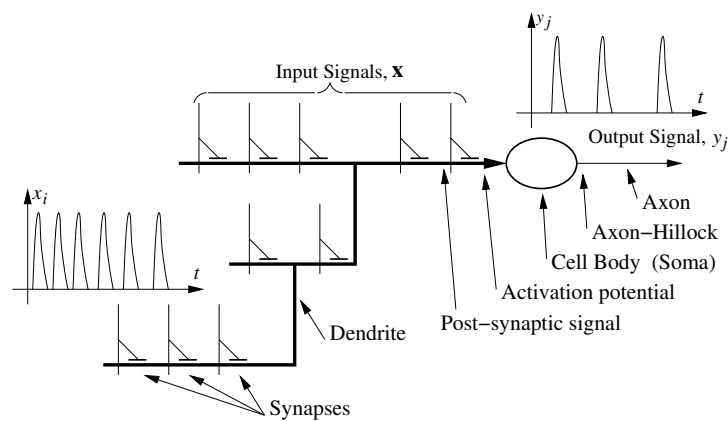 y_j
Input Signals, x
t
Output Signal, y_j
x_i
Axon
Axon−Hillock
t
Cell Body (Soma)
Activation potential
Post−synaptic signal
Dendrite
Synapses